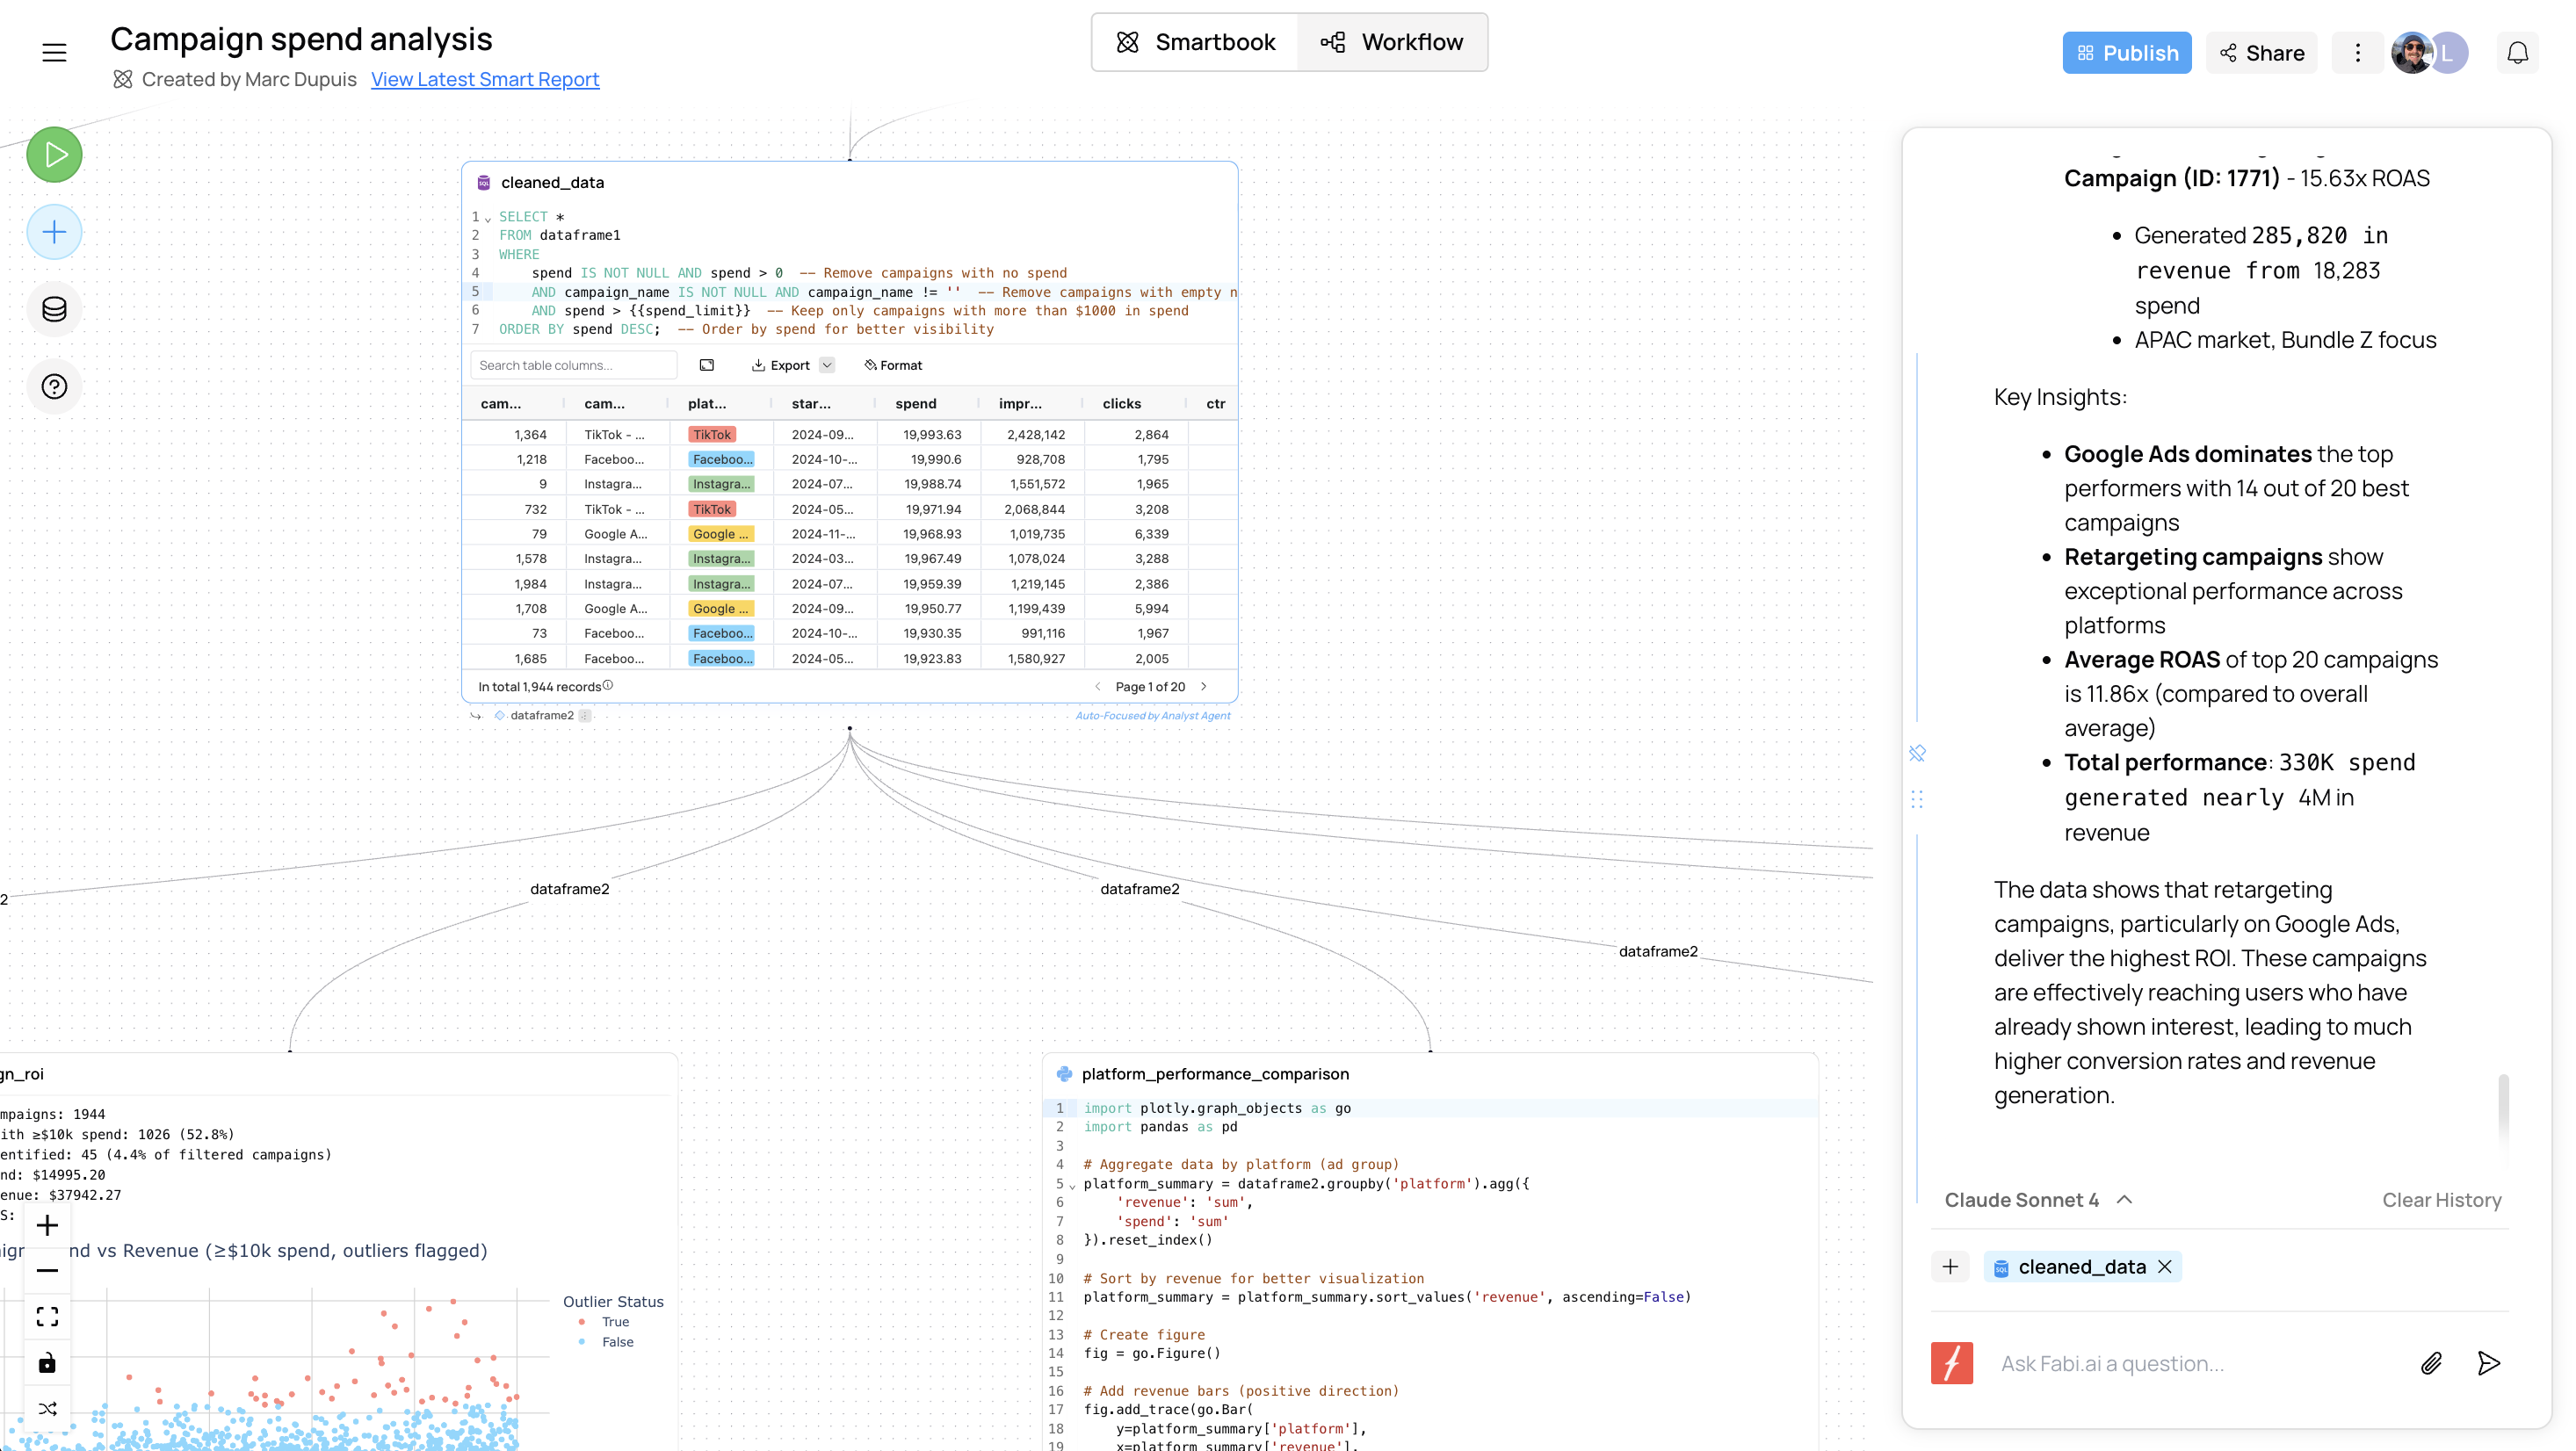 Campaign spend analysis
Created by Marc Dupuis View Latest Smart Report
Smartbook Workflow
Publish Share L
cleaned_data
1 SELECT *
2 FROM dataframe1
3 WHERE
4 spend IS NOT NULL AND spend > 0 -- Remove campaigns with no spend
5 AND campaign_name IS NOT NULL AND campaign_name != '' -- Remove campaigns with empty n
6 AND spend > {{spend_limit}} -- Keep only campaigns with more than $1000 in spend
7 ORDER BY spend DESC; -- Order by spend for better visibility
Search table columns... Export Format
cam... cam... plat... star... spend impr... clicks ctr
1,364 TikTok - ... TikTok 2024-09... 19,993.63 2,428,142 2,864
1,218 Faceboo... Faceboo... 2024-10-... 19,990.6 928,708 1,795
9 Instagra... Instagra... 2024-07... 19,988.74 1,551,572 1,965
732 TikTok - ... TikTok 2024-05... 19,971.94 2,068,844 3,208
79 Google A... Google ... 2024-11-... 19,968.93 1,019,735 6,339
1,578 Instagra... Instagra... 2024-03... 19,967.49 1,078,024 3,288
1,984 Instagra... Instagra... 2024-07... 19,959.39 1,219,145 2,386
1,708 Google A... Google ... 2024-09... 19,950.77 1,199,439 5,994
73 Faceboo... Faceboo... 2024-10-... 19,930.35 991,116 1,967
1,685 Faceboo... Faceboo... 2024-05... 19,923.83 1,580,927 2,005
In total 1,944 records Page 1 of 20
dataframe2 Auto-Focused by Analyst Agent
2
dataframe2
dataframe2
dataframe2
gn_roi
mpaigns: 1944
ith ≥$10k spend: 1026 (52.8%)
entified: 45 (4.4% of filtered campaigns)
nd: $14995.20
enue: $37942.27
S:
nd vs Revenue (≥$10k spend, outliers flagged)
Outlier Status
True
False
platform_performance_comparison
1 import plotly.graph_objects as go
2 import pandas as pd
3
4 # Aggregate data by platform (ad group)
5 platform_summary = dataframe2.groupby('platform').agg({
6 'revenue': 'sum',
7 'spend': 'sum'
8 }).reset_index()
9
10 # Sort by revenue for better visualization
11 platform_summary = platform_summary.sort_values('revenue', ascending=False)
12
13 # Create figure
14 fig = go.Figure()
15
16 # Add revenue bars (positive direction)
17 fig.add_trace(go.Bar(
18 y=platform_summary['platform'],
19 x=platform_summary['revenue'],
Campaign (ID: 1771) - 15.63x ROAS
• Generated 285,820 in
revenue from 18,283
spend
• APAC market, Bundle Z focus
Key Insights:
• Google Ads dominates the top
performers with 14 out of 20 best
campaigns
• Retargeting campaigns show
exceptional performance across
platforms
• Average ROAS of top 20 campaigns
is 11.86x (compared to overall
average)
• Total performance: 330K spend
generated nearly 4M in
revenue
The data shows that retargeting
campaigns, particularly on Google Ads,
deliver the highest ROI. These campaigns
are effectively reaching users who have
already shown interest, leading to much
higher conversion rates and revenue
generation.
Claude Sonnet 4 Clear History
cleaned_data
Ask Fabi.ai a question...